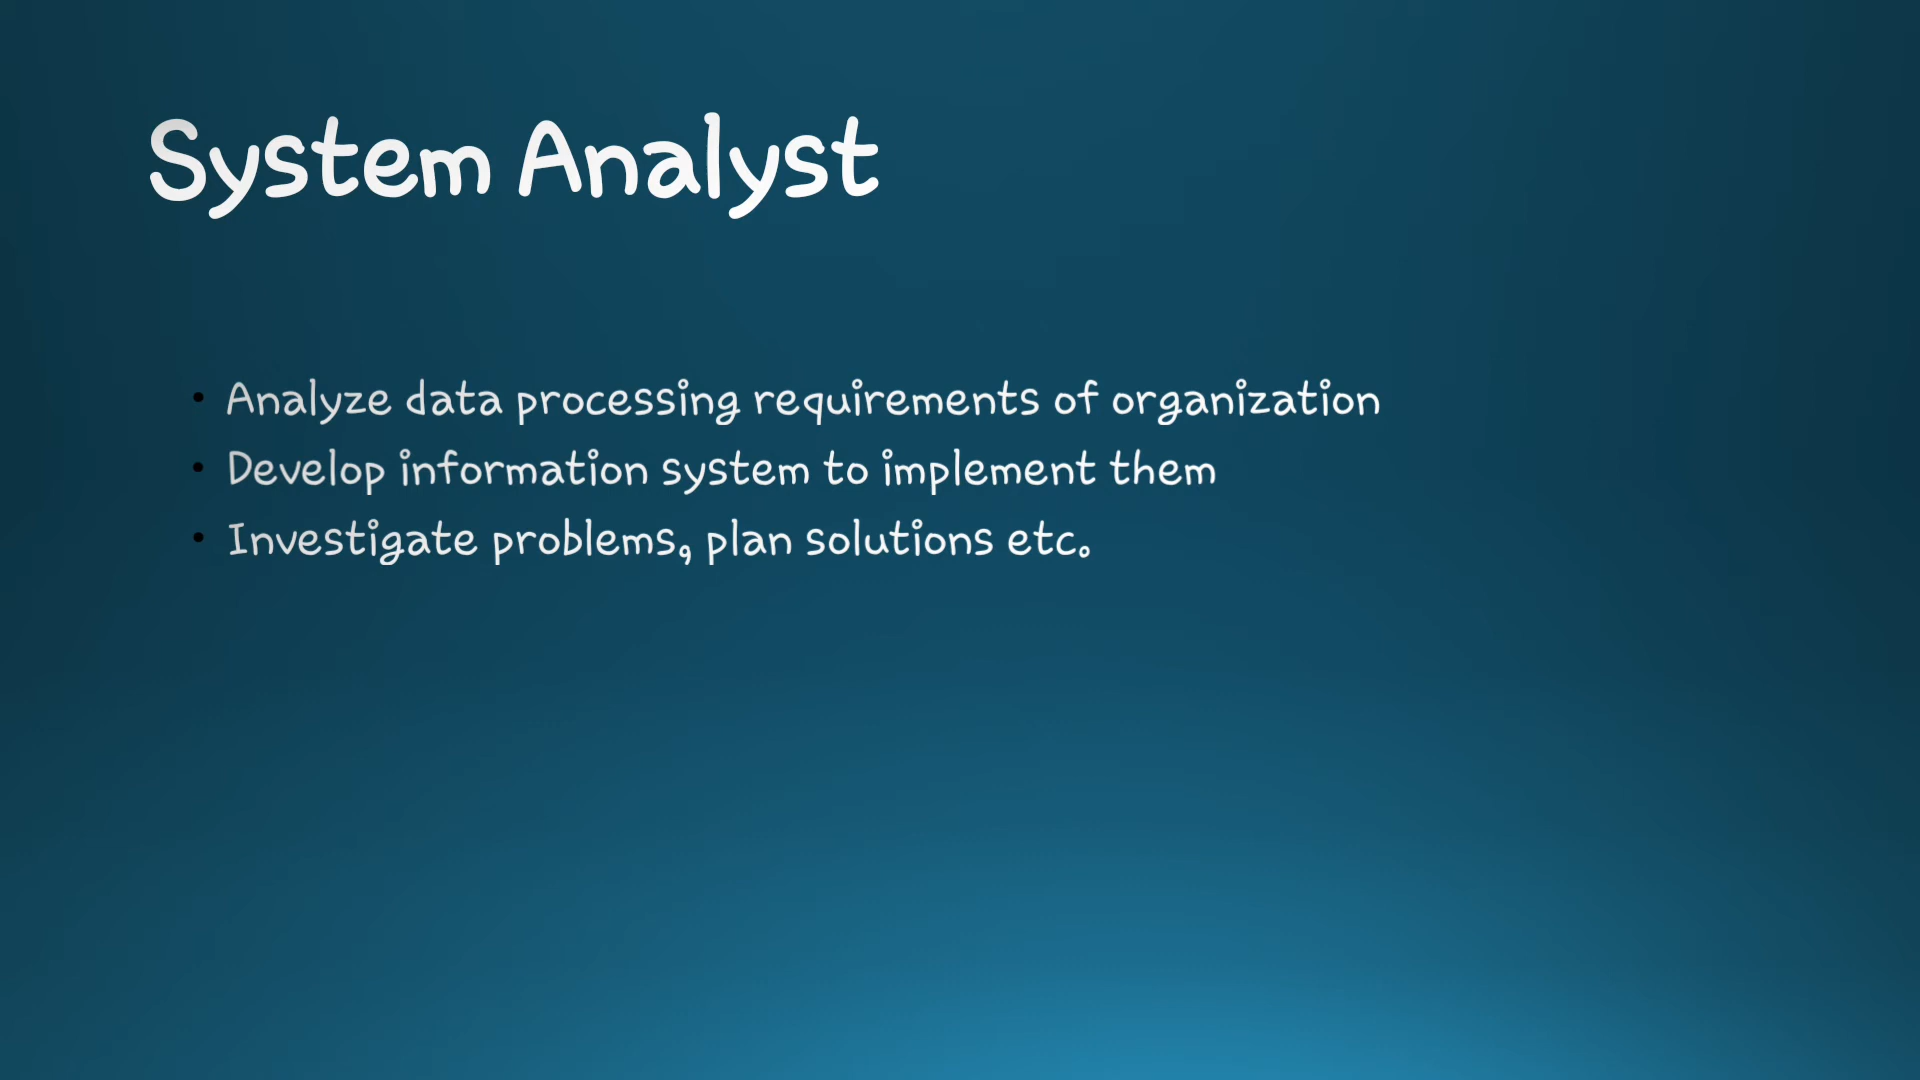 System Analyst
• Analyze data processing requirements of organization
• Develop information system to implement them
• Investigate problems, plan solutions etc.